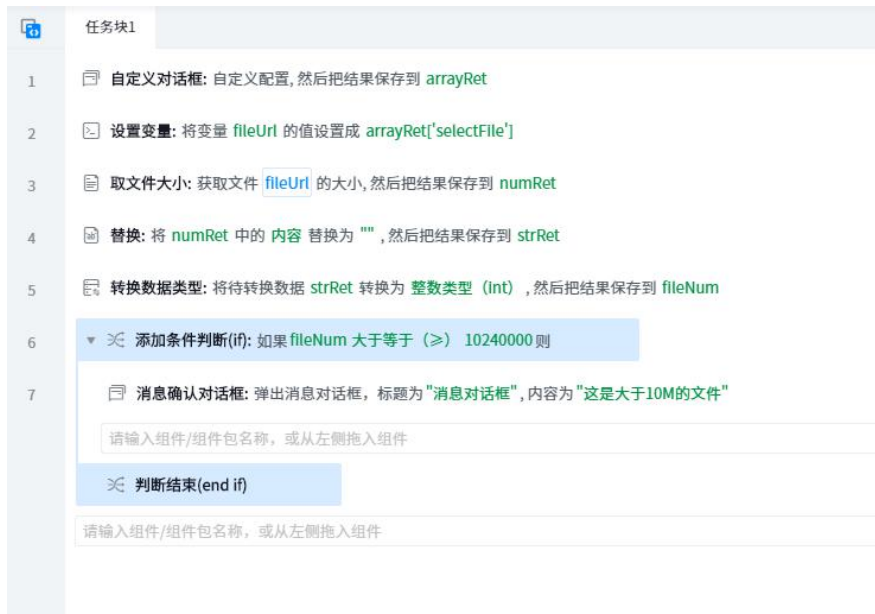 任务块1
1 自定义对话框: 自定义配置, 然后把结果保存到 arrayRet
2 设置变量: 将变量 fileUrl 的值设置成 arrayRet['selectFile']
3 取文件大小: 获取文件 fileUrl 的大小, 然后把结果保存到 numRet
4 替换: 将 numRet 中的 内容 替换为 "" , 然后把结果保存到 strRet
5 转换数据类型: 将待转换数据 strRet 转换为 整数类型（int）, 然后把结果保存到 fileNum
6 添加条件判断(if): 如果 fileNum 大于等于（≥） 10240000 则
7 消息确认对话框: 弹出消息对话框，标题为 "消息对话框" , 内容为 "这是大于10M的文件"
请输入组件/组件包名称，或从左侧拖入组件
判断结束(end if)
请输入组件/组件包名称，或从左侧拖入组件